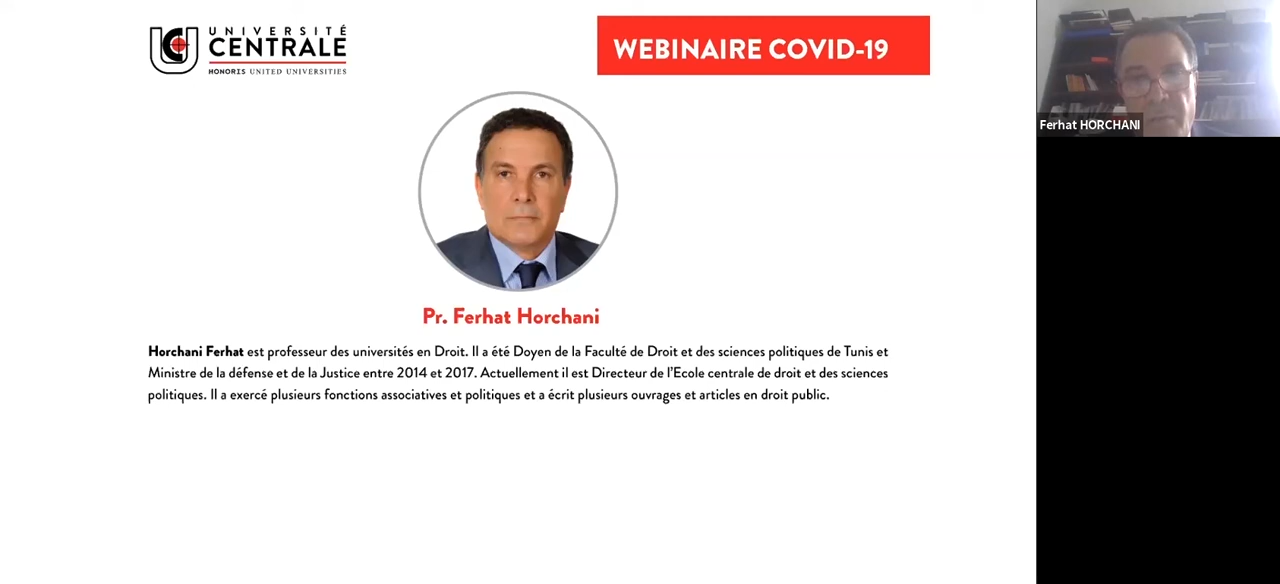 UNIVERSITÉ
CENTRALE
HONORIS UNITED UNIVERSITIES
WEBINAIRE COVID-19
Ferhat HORCHANI
Pr. Ferhat Horchani
Horchani Ferhat est professeur des universités en Droit. Il a été Doyen de la Faculté de Droit et des sciences politiques de Tunis et
Ministre de la défense et de la Justice entre 2014 et 2017. Actuellement il est Directeur de l'Ecole centrale de droit et des sciences
politiques. Il a exercé plusieurs fonctions associatives et politiques et a écrit plusieurs ouvrages et articles en droit public.